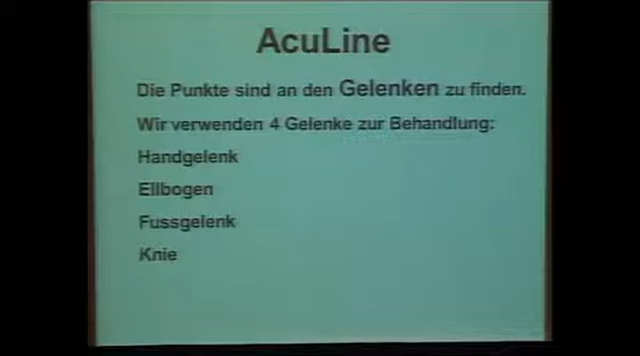 AcuLine
Die Punkte sind an den Gelenken zu finden.
Wir verwenden 4 Gelenke zur Behandlung:
Handgelenk
Ellbogen
Fussgelenk
Knie